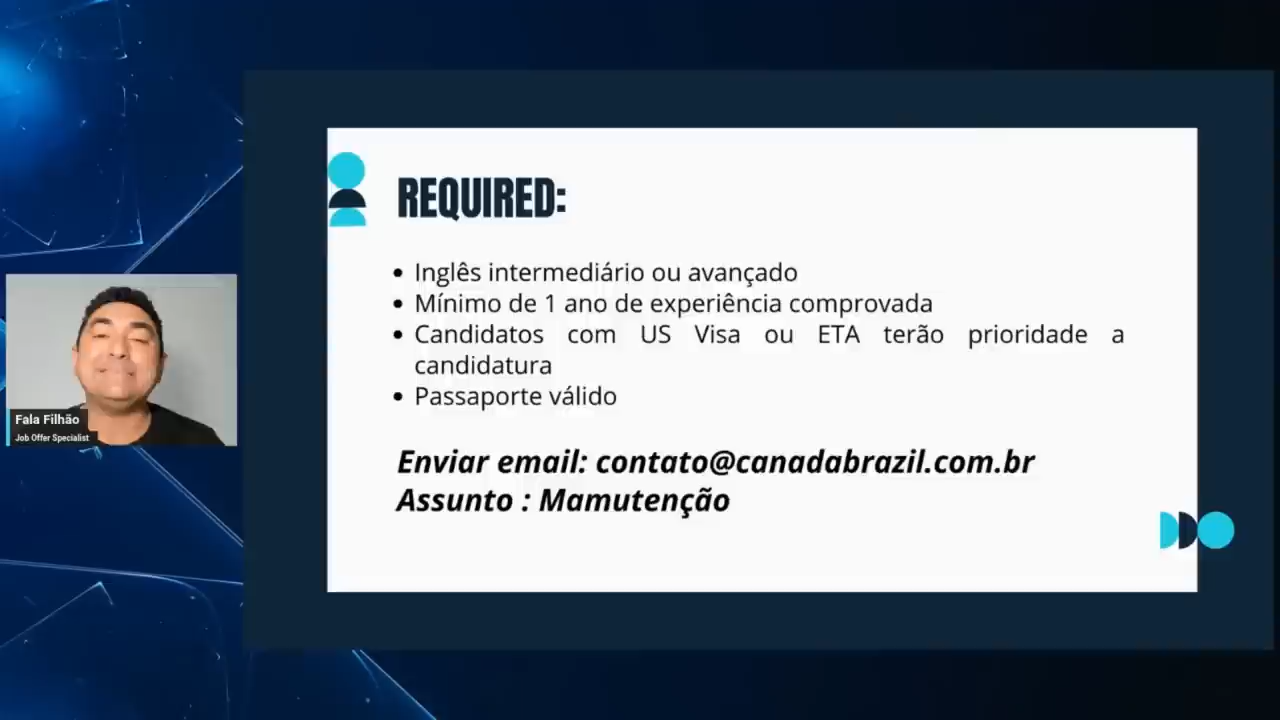 REQUIRED:
Inglês intermediário ou avançado
Mínimo de 1 ano de experiência comprovada
Candidatos com US Visa ou ETA terão prioridade a
candidatura
Passaporte válido
Enviar email: contato@canadabrazil.com.br
Assunto : Mamutenção
Fala Filhão
Job Offer Specialist